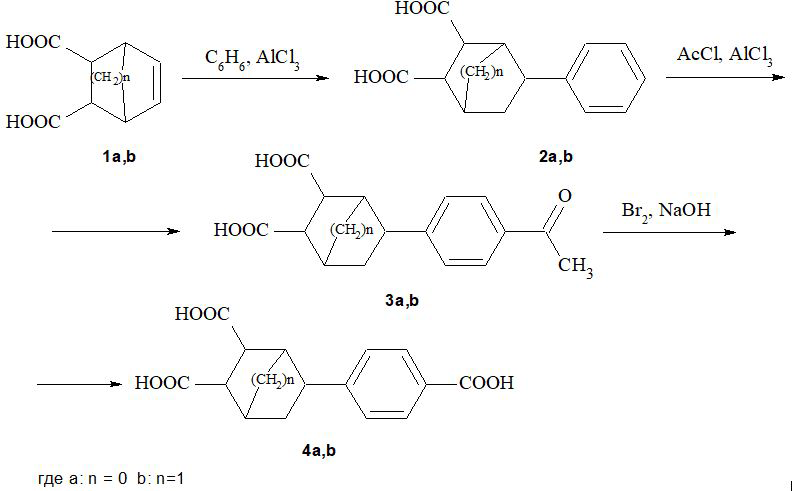 HOOC
HOOC
(CH₂)n
1a,b
C₆H₆, AlCl₃
HOOC
HOOC
(CH₂)n
2a,b
AcCl, AlCl₃
HOOC
HOOC
(CH₂)n
O
CH₃
3a,b
Br₂, NaOH
HOOC
HOOC
(CH₂)n
COOH
4a,b
где a: n = 0 b: n=1